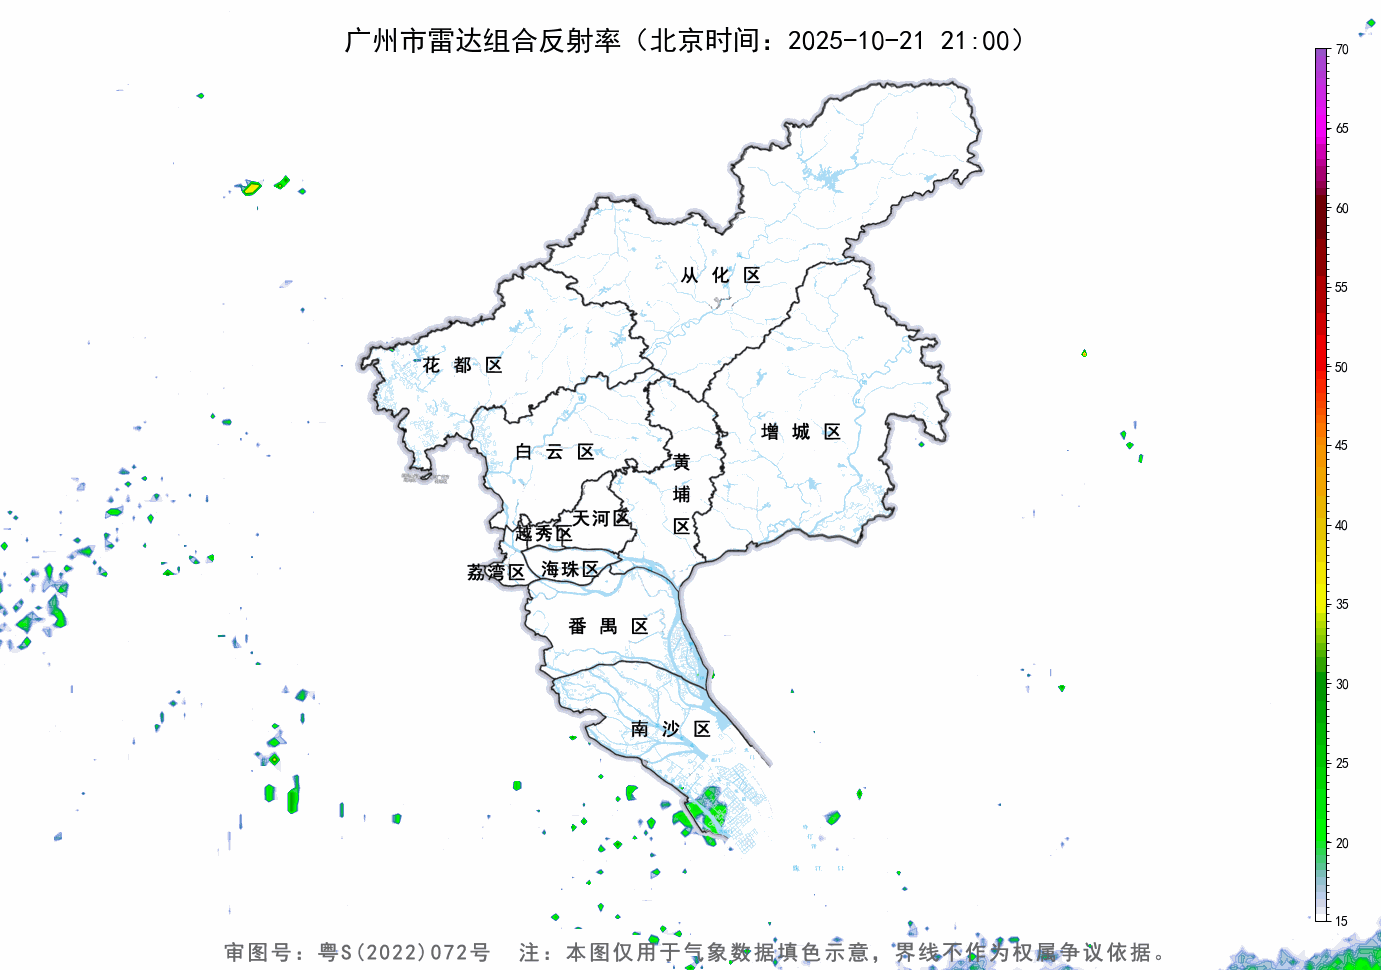 广州市雷达组合反射率（北京时间：2025-10-21 21:00）
70
65
60
55
50
45
40
35
30
25
20
15
从化区
花都区
增城区
白云区
黄埔区
天河区
越秀区
荔湾区
海珠区
番禺区
南沙区
审图号：粤S(2022)072号 注：本图仅用于气象数据填色示意，界线不作为权属争议依据。